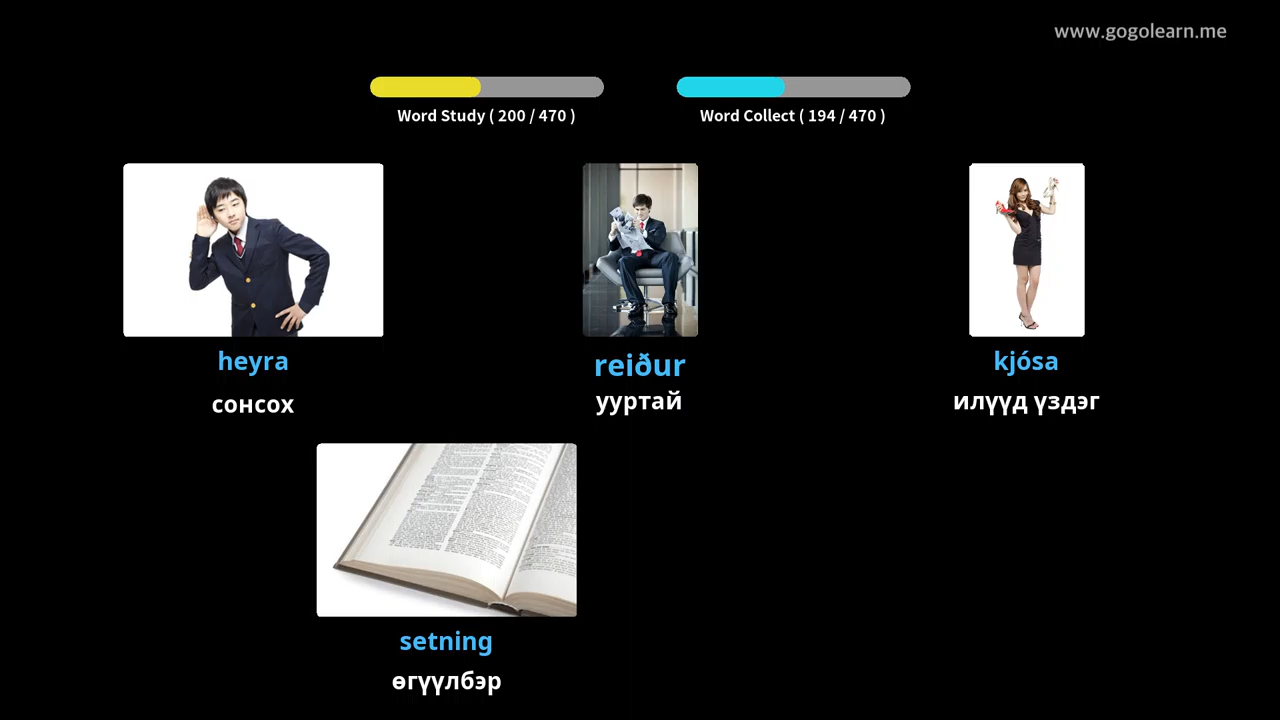 www.gogolearn.me
Word Study ( 200 / 470 )
Word Collect ( 194 / 470 )
heyra
сонсох
reiður
ууртай
kjósa
илүүд үздэг
setning
өгүүлбэр